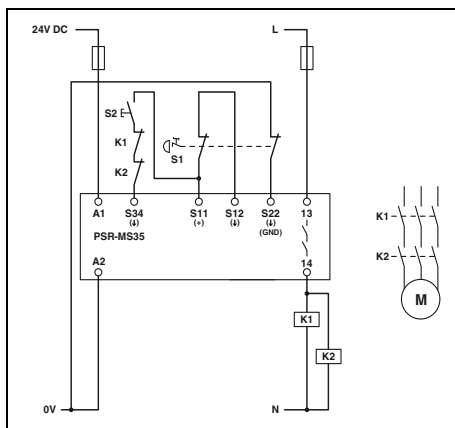 24V DC
L
S2
K1
K2
S1
A1
S34
S11
S12
S22
13
(↓)
(+)
(↓)
(↓)
(GND)
PSR-MS35
A2
14
K1
K2
M
K1
K2
0V
N